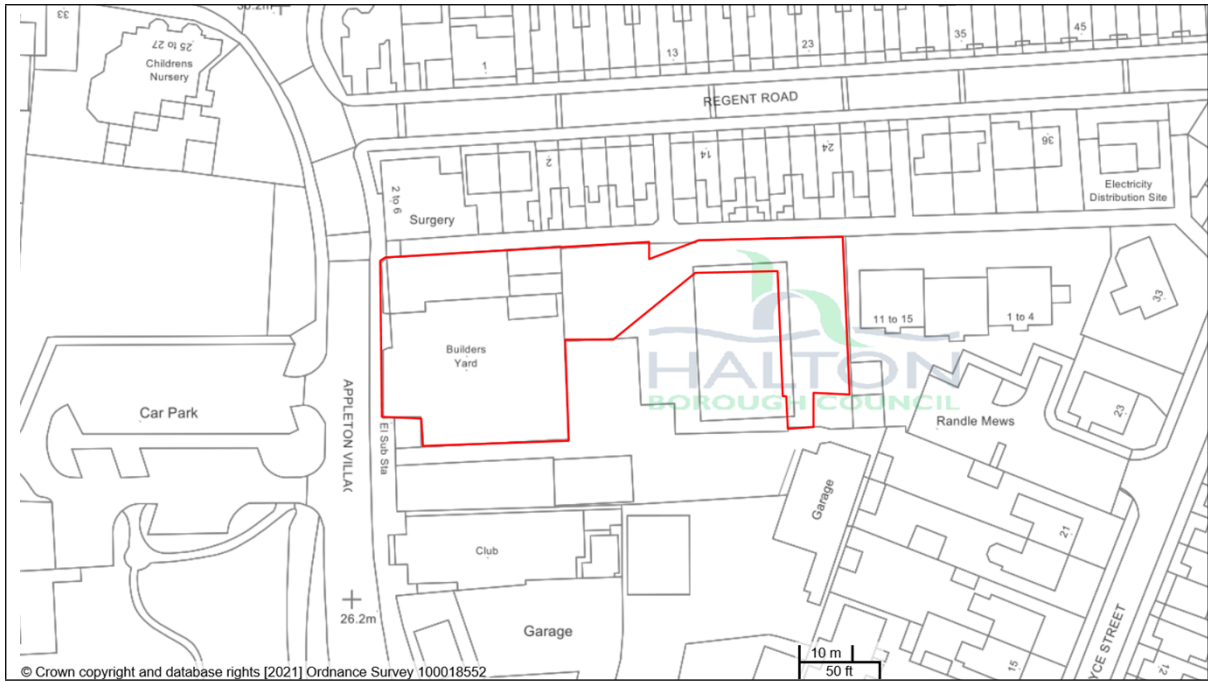 30.2m
33
25 to 27
Childrens
Nursery
1
13
23
35
45
REGENT ROAD
2 to 6
Surgery
2
14
24
36
Electricity
Distribution Site
Builders
Yard
11 to 15
1 to 4
33
HALTON
BOROUGH COUNCIL
Car Park
APPLETON VILLAG
El Sub Sta
Randle Mews
23
Garage
21
Club
26.2m
Garage
15
YCE STREET
12
10 m
50 ft
© Crown copyright and database rights [2021] Ordnance Survey 100018552